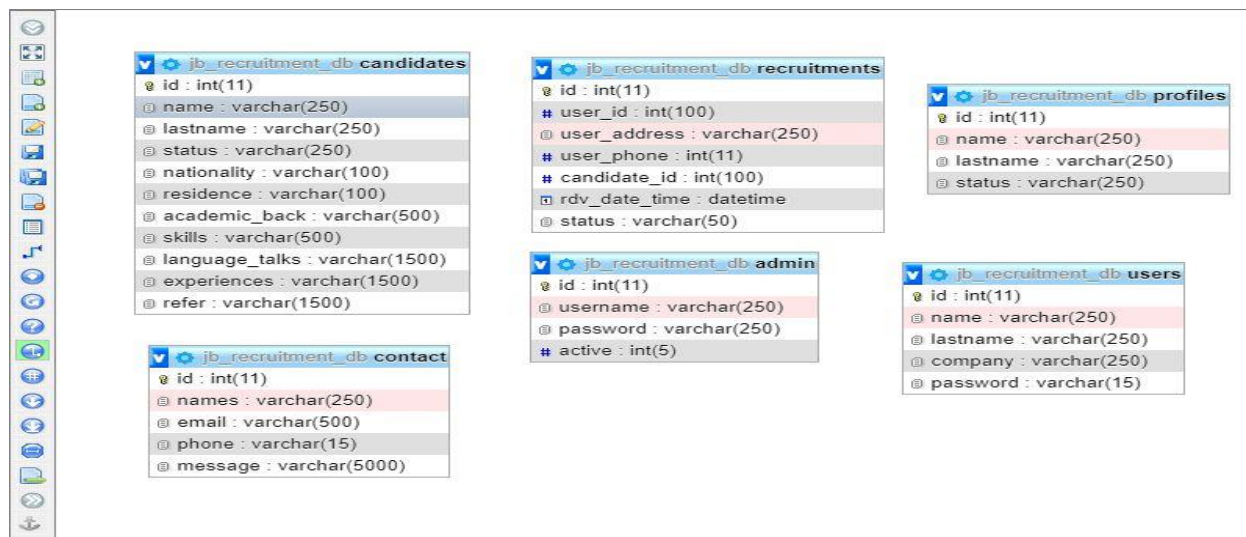 jb_recruitment_db candidates
id : int(11)
name : varchar(250)
lastname : varchar(250)
status : varchar(250)
nationality : varchar(100)
residence : varchar(100)
academic_back : varchar(500)
skills : varchar(500)
language_talks : varchar(1500)
experiences : varchar(1500)
refer : varchar(1500)
jb_recruitment_db contact
id : int(11)
names : varchar(250)
email : varchar(500)
phone : varchar(15)
message : varchar(5000)
jb_recruitment_db recruitments
id : int(11)
user_id : int(100)
user_address : varchar(250)
user_phone : int(11)
candidate_id : int(100)
rdv_date_time : datetime
status : varchar(50)
jb_recruitment_db admin
id : int(11)
username : varchar(250)
password : varchar(250)
active : int(5)
jb_recruitment_db profiles
id : int(11)
name : varchar(250)
lastname : varchar(250)
status : varchar(250)
jb_recruitment_db users
id : int(11)
name : varchar(250)
lastname : varchar(250)
company : varchar(250)
password : varchar(15)